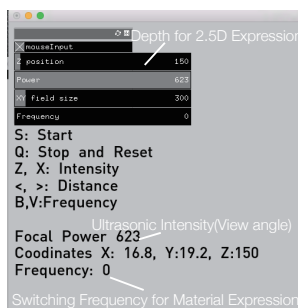 Depth for 2.5D Expression
mouseInput
Z position 150
Power 623
XY field size 300
Frequency 0
S: Start
Q: Stop and Reset
Z, X: Intensity
<, >: Distance
B,V:Frequency
Ultrasonic Intensity(View angle)
Focal Power 623
Coodinates X: 16.8, Y:19.2, Z:150
Frequency: 0
Switching Frequency for Material Expression